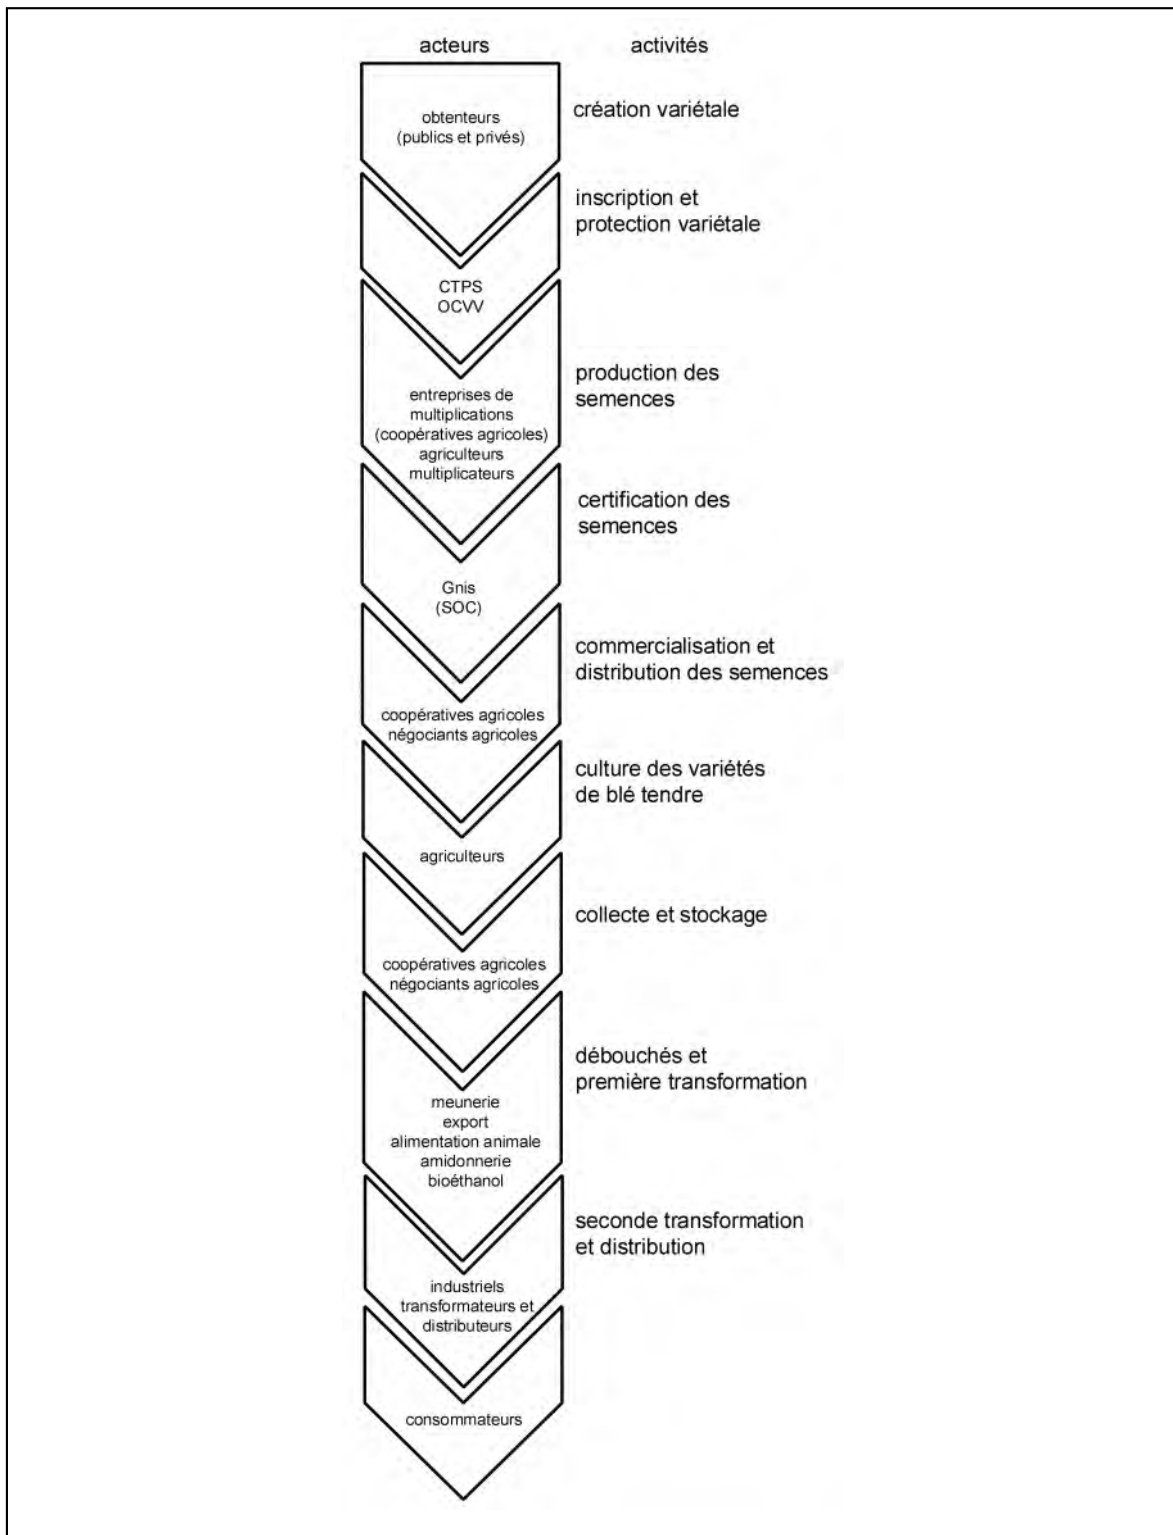 acteurs
activités
obtenteurs
(publics et privés)
création variétale
inscription et
protection variétale
CTPS
OCVV
production des
semences
entreprises de
multiplications
(coopératives agricoles)
agriculteurs
multiplicateurs
certification des
semences
Gnis
(SOC)
commercialisation et
distribution des semences
coopératives agricoles
négociants agricoles
culture des variétés
de blé tendre
agriculteurs
collecte et stockage
coopératives agricoles
négociants agricoles
débouchés et
première transformation
meunerie
export
alimentation animale
amidonnerie
bioéthanol
seconde transformation
et distribution
industriels
transformateurs et
distributeurs
consommateurs